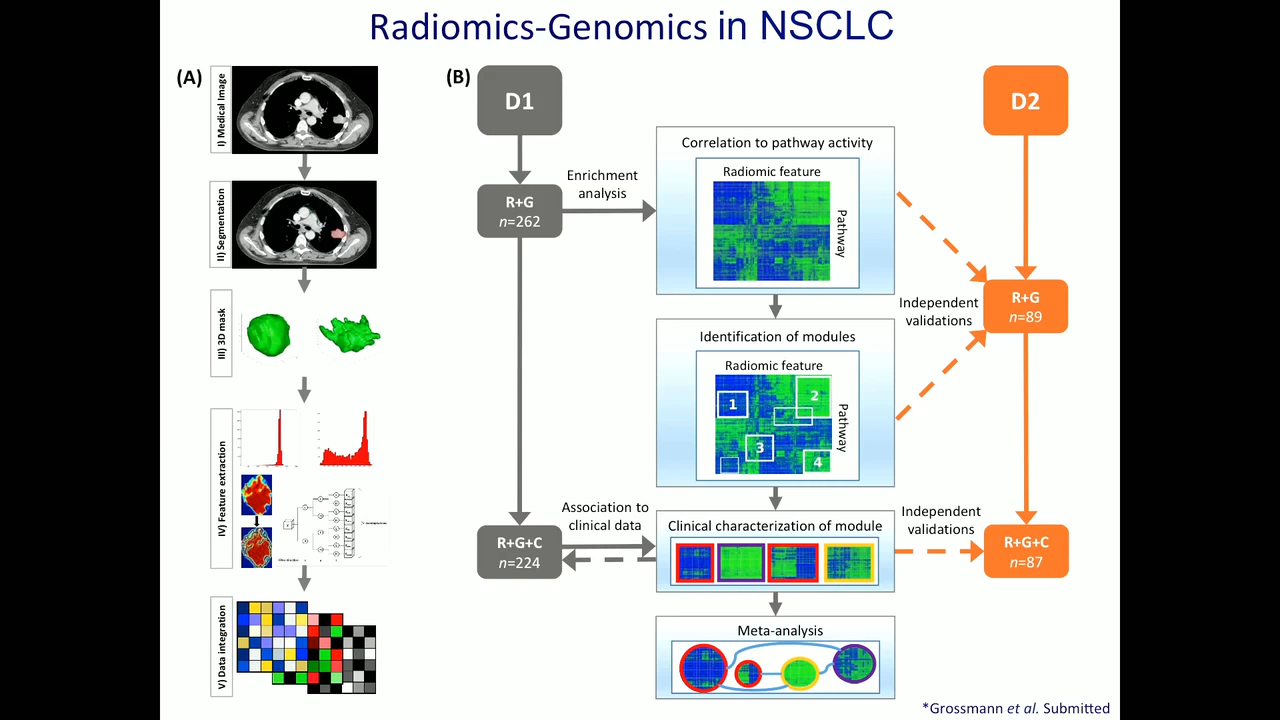 Radiomics-Genomics in NSCLC
(A)
I) Medical Image
II) Segmentation
III) 3D mask
IV) Feature extraction
V) Data integration
(B)
D1
R+G
n=262
R+G+C
n=224
Enrichment
analysis
Association to
clinical data
Correlation to pathway activity
Radiomic feature
Pathway
Identification of modules
Radiomic feature
Pathway
1
2
3
4
Clinical characterization of module
Meta-analysis
Independent
validations
Independent
validations
D2
R+G
n=89
R+G+C
n=87
*Grossmann et al. Submitted